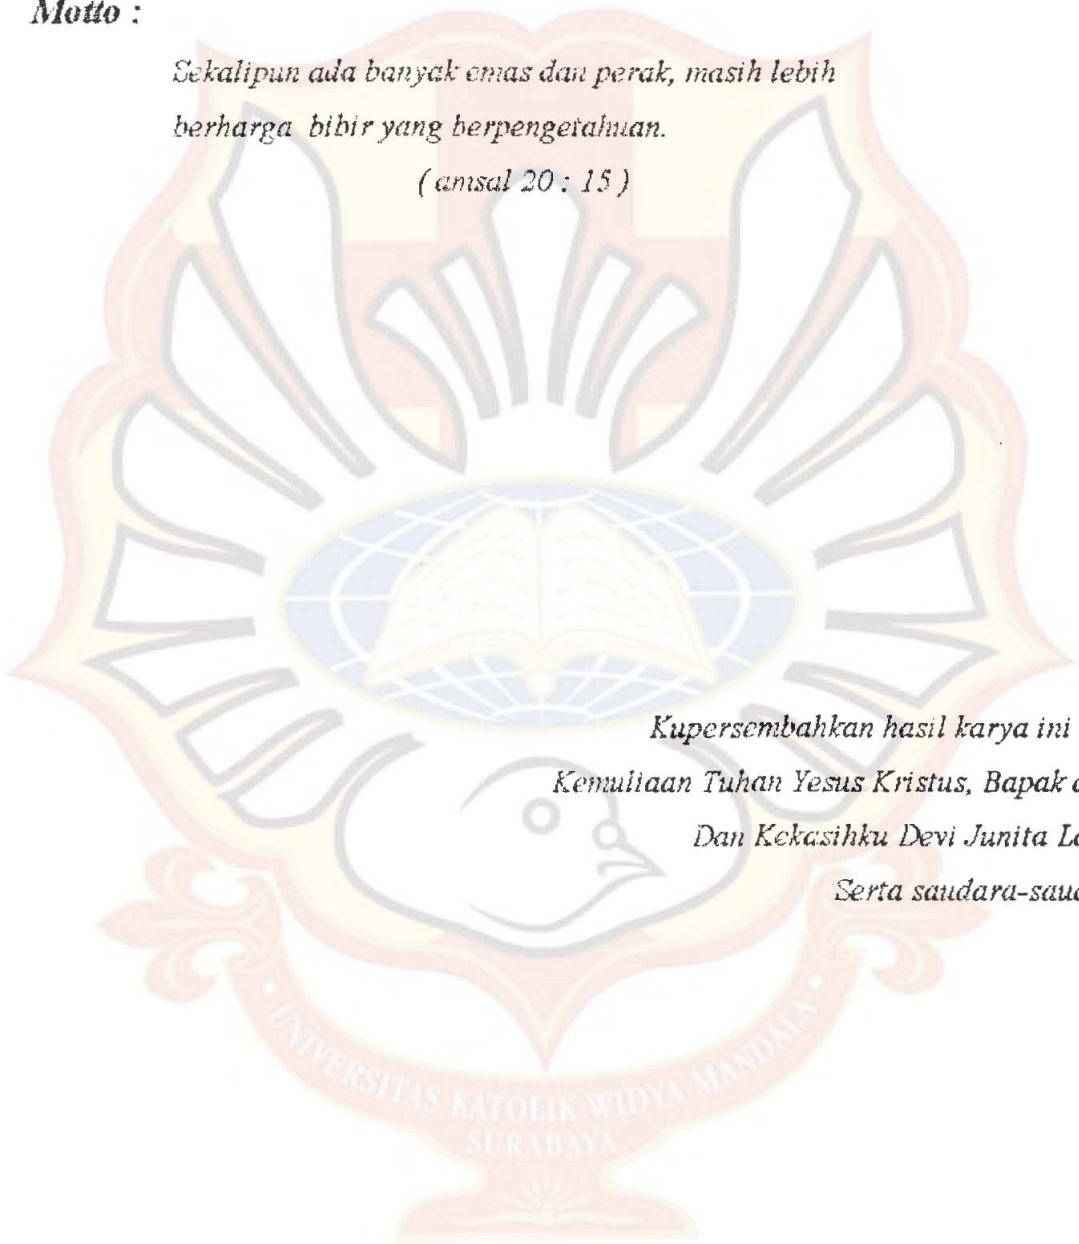 Motto :
Sekalipun ada banyak emas dan perak, masih lebih
berharga bibir yang berpengetahuan.
( amsal 20 : 15 )
Kupersembahkan hasil karya ini
Kemuliaan Tuhan Yesus Kristus, Bapak
Dan Kekasihku Devi Junita
Serta
UNIVERSITAS KATOLIK WIDYA MANDALA
SURABAYA